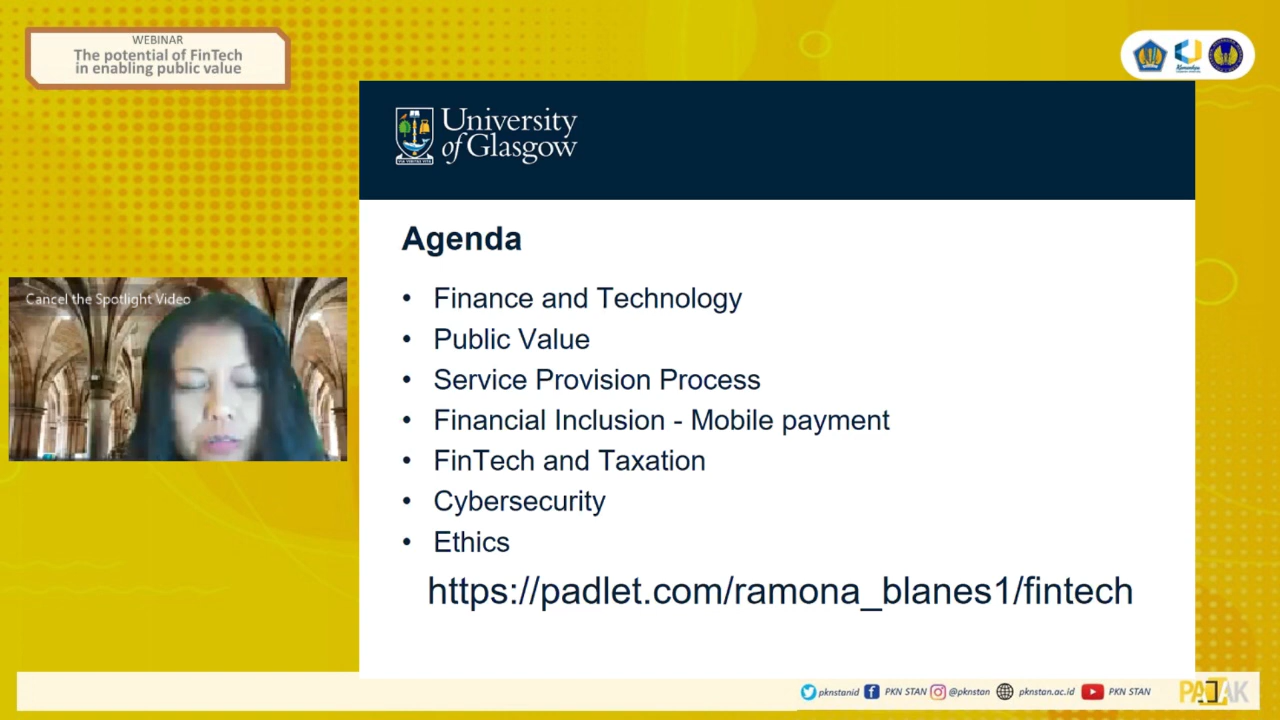 WEBINAR
The potential of FinTech
in enabling public value
University
of Glasgow
Agenda
• Finance and Technology
• Public Value
• Service Provision Process
• Financial Inclusion - Mobile payment
• FinTech and Taxation
• Cybersecurity
• Ethics
https://padlet.com/ramona_blanes1/fintech
Cancel the Spotlight Video
pknstanid PKN STAN @pknstan pknstan.ac.id PKN STAN